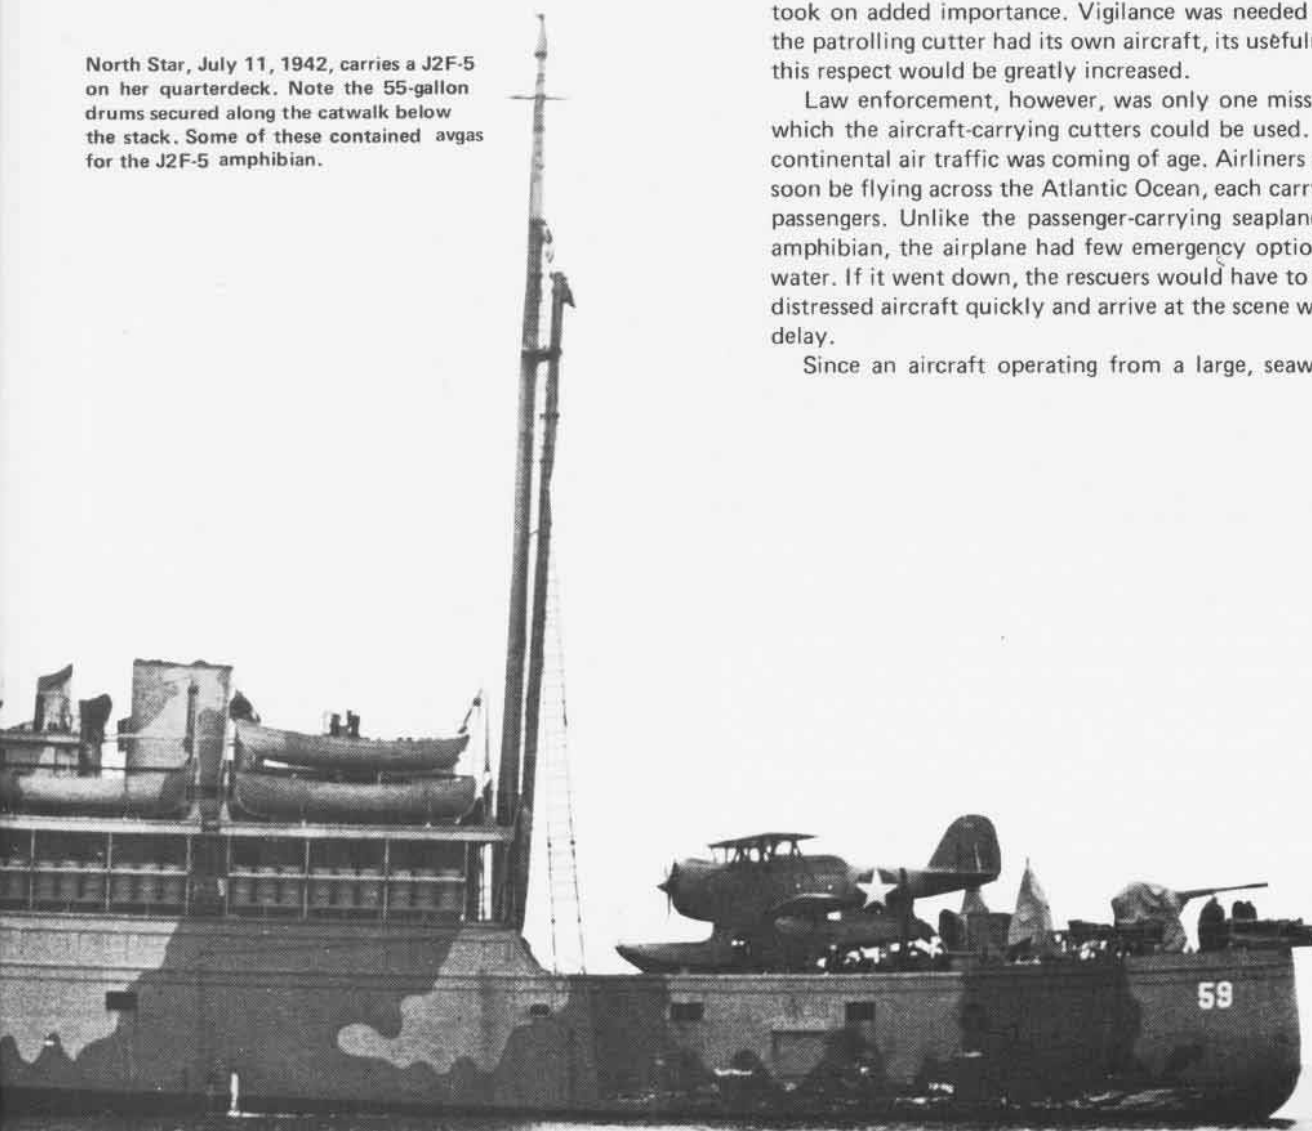 North Star, July 11, 1942, carries a J2F-5
on her quarterdeck. Note the 55-gallon
drums secured along the catwalk below
the stack. Some of these contained avgas
for the J2F-5 amphibian.
took on added importance. Vigilance was needed
the patrolling cutter had its own aircraft, its useful
this respect would be greatly increased.
Law enforcement, however, was only one miss
which the aircraft-carrying cutters could be used.
continental air traffic was coming of age. Airliners
soon be flying across the Atlantic Ocean, each carr
passengers. Unlike the passenger-carrying seaplan
amphibian, the airplane had few emergency optio
water. If it went down, the rescuers would have to
distressed aircraft quickly and arrive at the scene w
delay.
Since an aircraft operating from a large, seaw
59